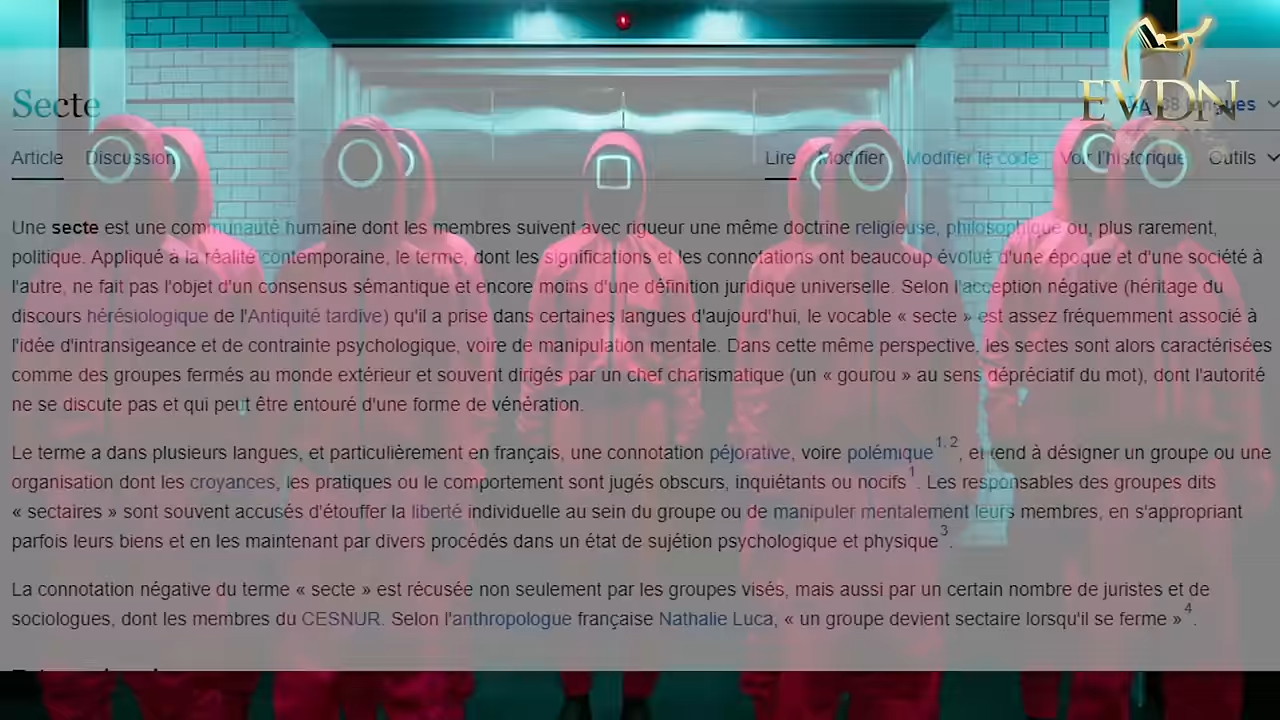 EVDN
Secte
38 langues
Article Discussion Lire Modifier Modifier le code Voir l'historique Outils
Une secte est une communauté humaine dont les membres suivent avec rigueur une même doctrine religieuse, philosophique ou, plus rarement,
politique. Appliqué à la réalité contemporaine, le terme, dont les significations et les connotations ont beaucoup évolué d'une époque et d'une société à
l'autre, ne fait pas l'objet d'un consensus sémantique et encore moins d'une définition juridique universelle. Selon l'acception négative (héritage du
discours hérésiologique de l'Antiquité tardive) qu'il a prise dans certaines langues d'aujourd'hui, le vocable « secte » est assez fréquemment associé à
l'idée d'intransigeance et de contrainte psychologique, voire de manipulation mentale. Dans cette même perspective, les sectes sont alors caractérisées
comme des groupes fermés au monde extérieur et souvent dirigés par un chef charismatique (un « gourou » au sens dépréciatif du mot), dont l'autorité
ne se discute pas et qui peut être entouré d'une forme de vénération.
Le terme a dans plusieurs langues, et particulièrement en français, une connotation péjorative, voire polémique1, 2, et tend à désigner un groupe ou une
organisation dont les croyances, les pratiques ou le comportement sont jugés obscurs, inquiétants ou nocifs1. Les responsables des groupes dits
« sectaires » sont souvent accusés d'étouffer la liberté individuelle au sein du groupe ou de manipuler mentalement leurs membres, en s'appropriant
parfois leurs biens et en les maintenant par divers procédés dans un état de sujétion psychologique et physique3.
La connotation négative du terme « secte » est récusée non seulement par les groupes visés, mais aussi par un certain nombre de juristes et de
sociologues, dont les membres du CESNUR. Selon l'anthropologue française Nathalie Luca, « un groupe devient sectaire lorsqu'il se ferme »4.